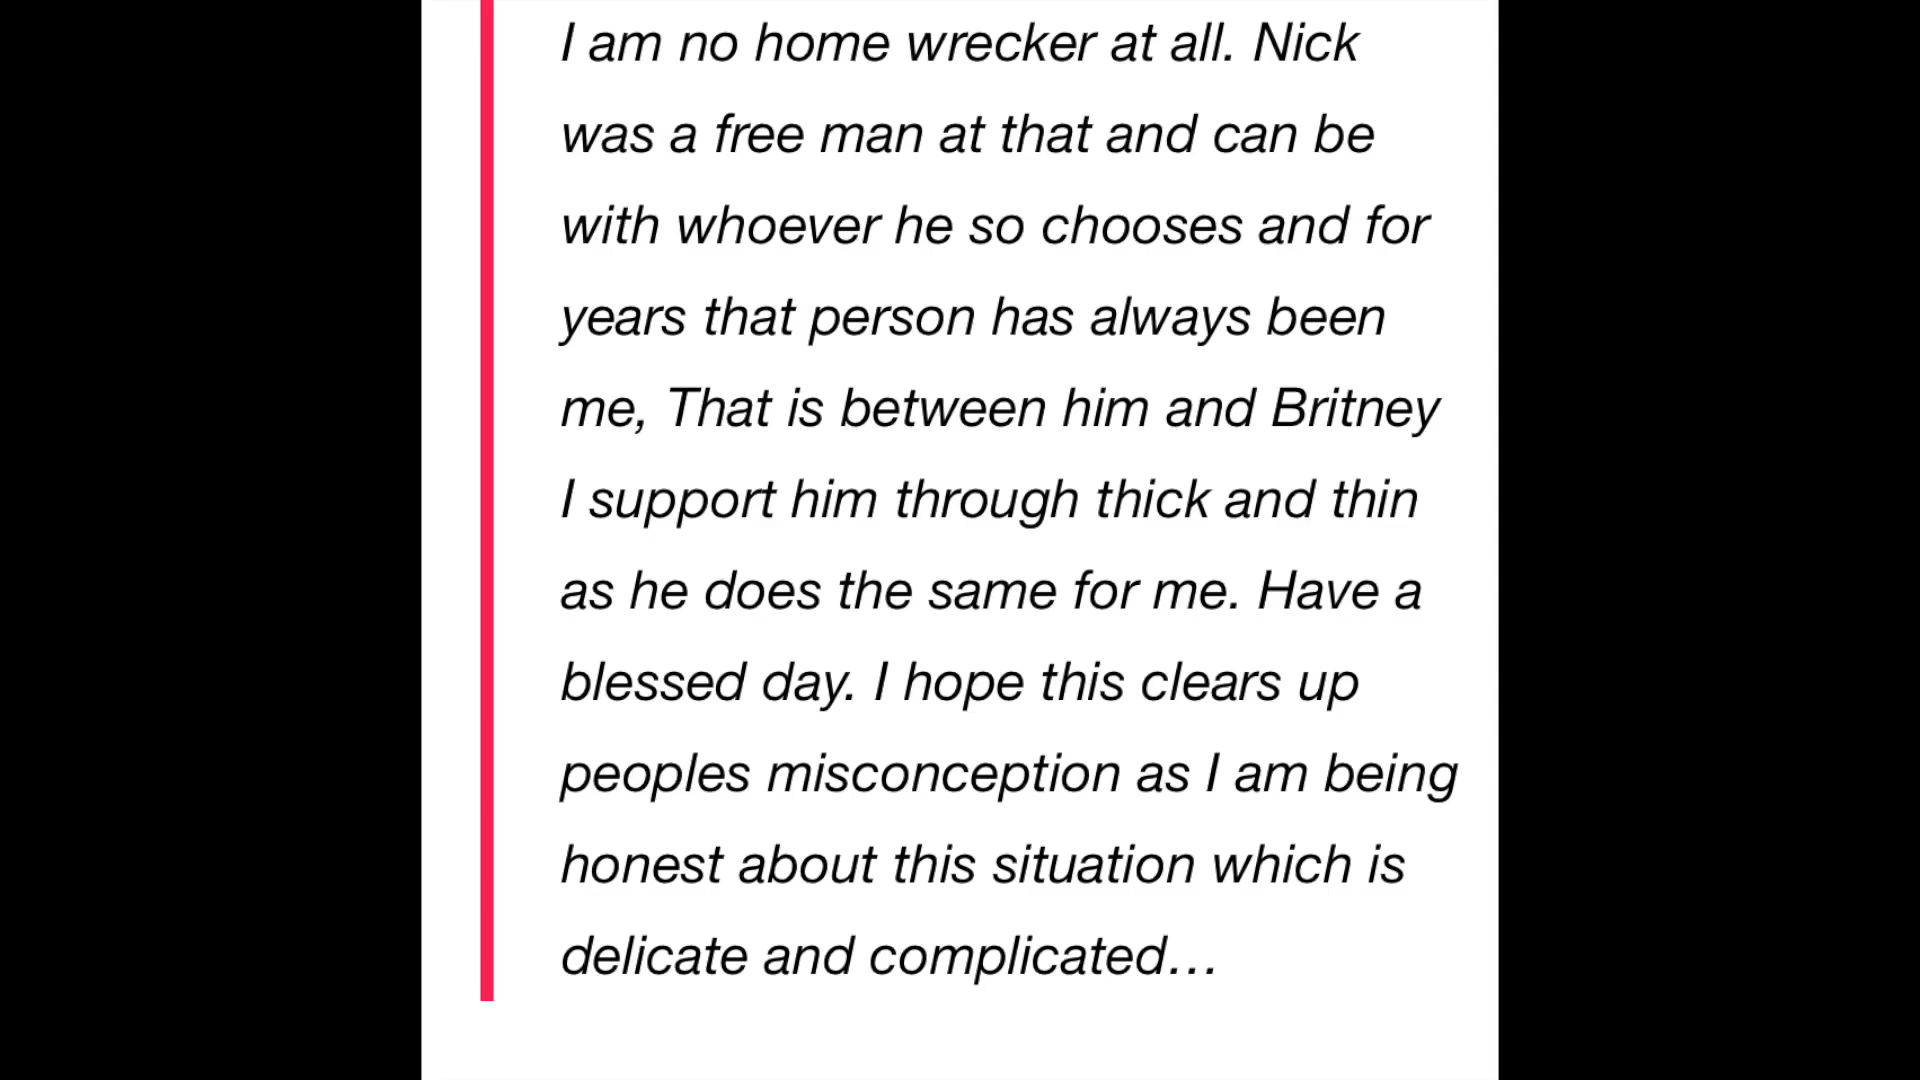 I am no home wrecker at all. Nick
was a free man at that and can be
with whoever he so chooses and for
years that person has always been
me, That is between him and Britney
I support him through thick and thin
as he does the same for me. Have a
blessed day. I hope this clears up
peoples misconception as I am being
honest about this situation which is
delicate and complicated…